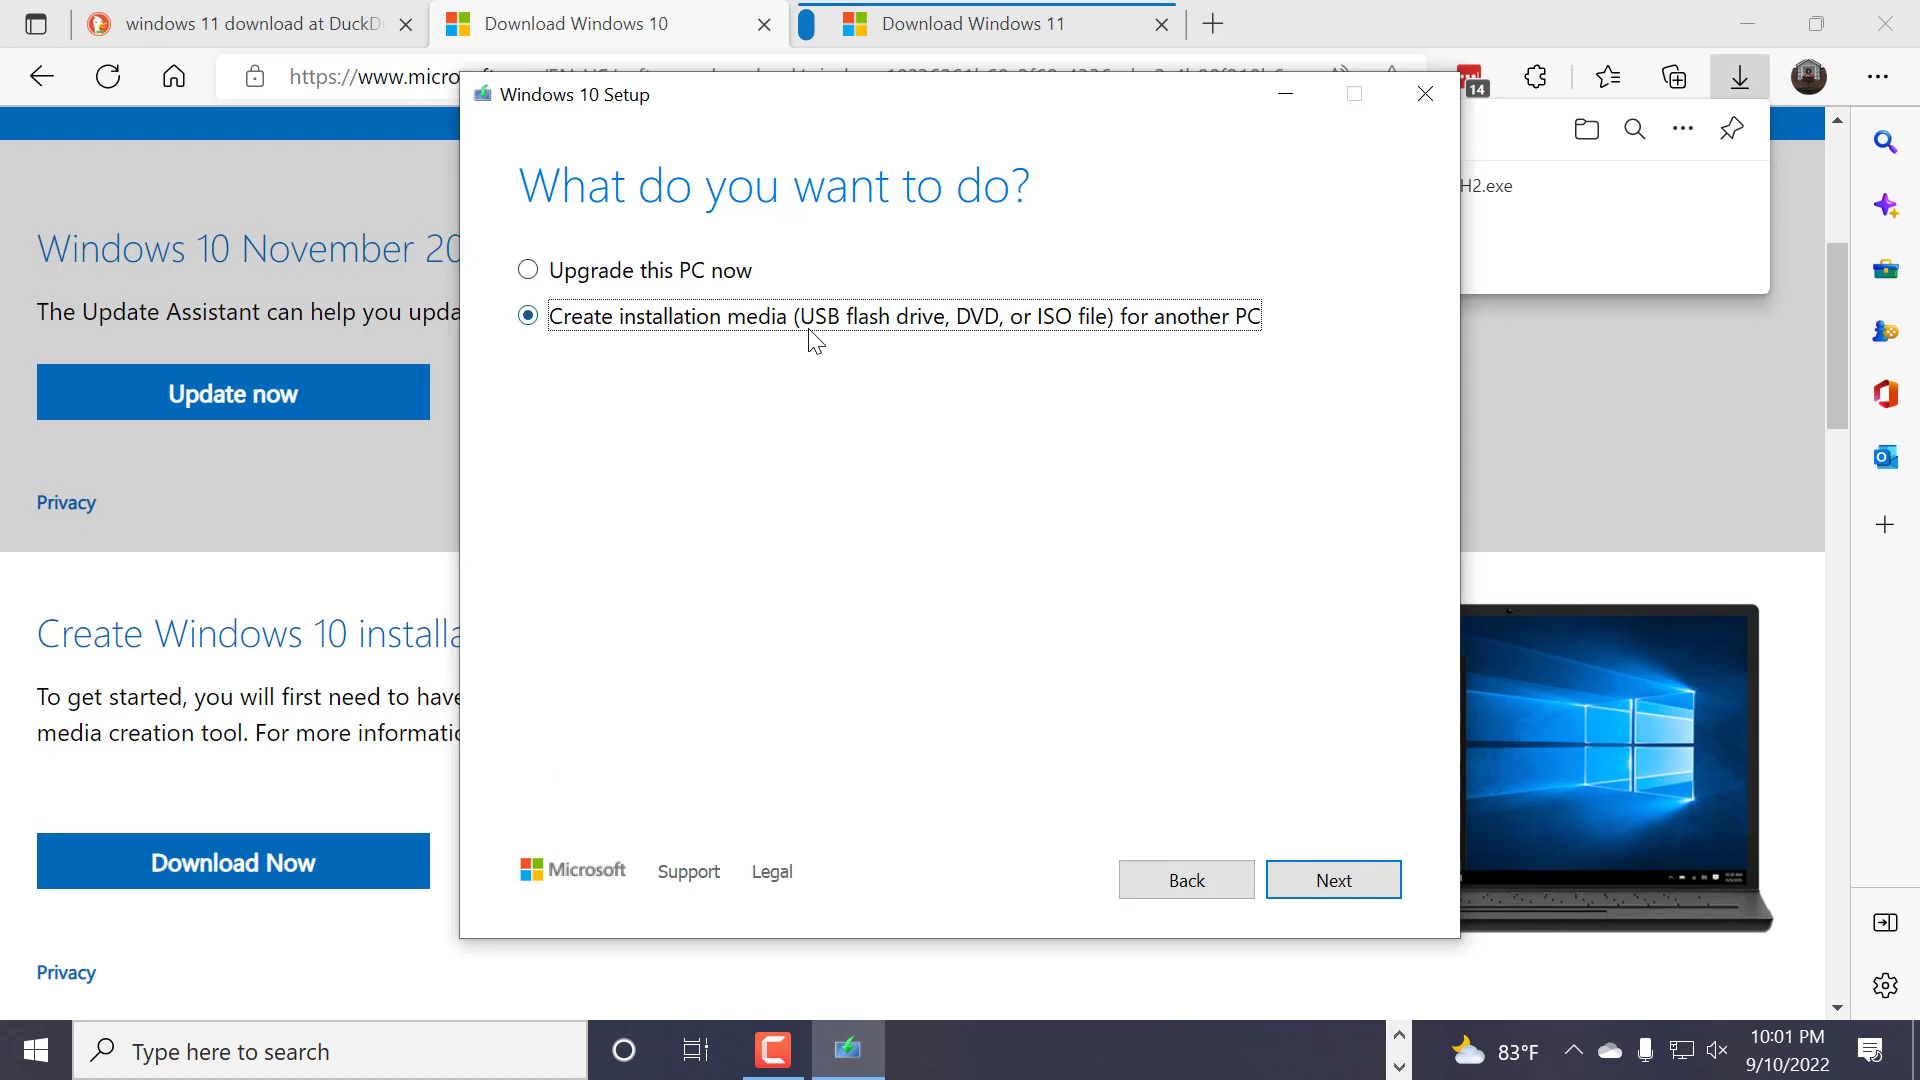 windows 11 download at DuckDu
Download Windows 10
Download Windows 11
https://www.micro
14
Windows 10 Setup
What do you want to do?
Upgrade this PC now
Create installation media (USB flash drive, DVD, or ISO file) for another PC
Microsoft
Support
Legal
Back
Next
H2.exe
Windows 10 November 20
The Update Assistant can help you upda
Update now
Privacy
Create Windows 10 installa
To get started, you will first need to have
media creation tool. For more informatic
Download Now
Privacy
Type here to search
83°F
10:01 PM
9/10/2022